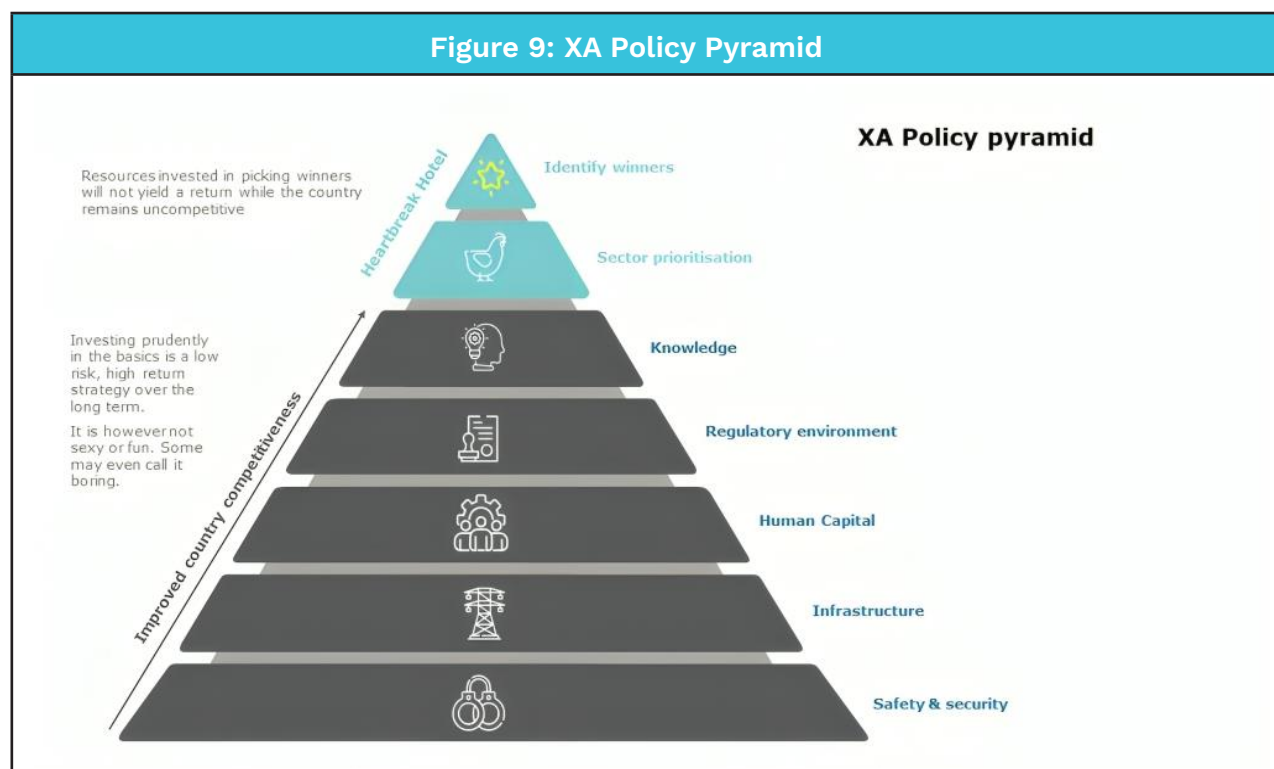 Figure 9: XA Policy Pyramid
XA Policy pyramid
Resources invested in picking winners
will not yield a return while the country
remains uncompetitive
Heartbreak Hotel
Identify winners
Sector prioritisation
Investing prudently
in the basics is a low
risk, high return
strategy over the
long term.
It is however not
sexy or fun. Some
may even call it
boring.
Improved country competitiveness
Knowledge
Regulatory environment
Human Capital
Infrastructure
Safety & security